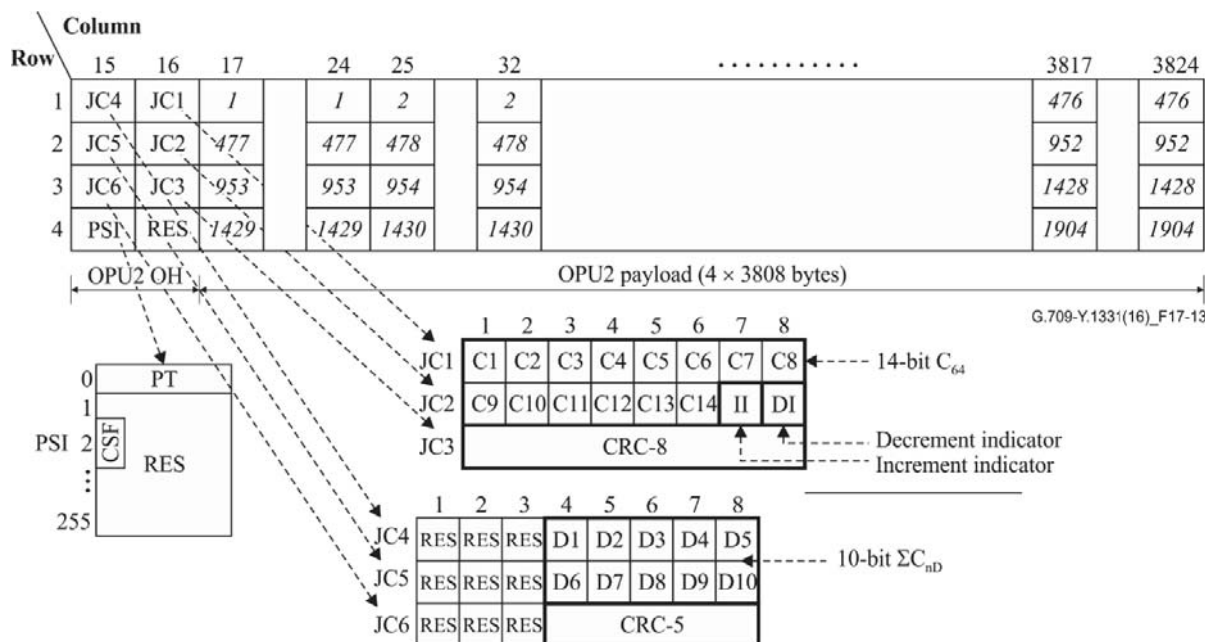 Column
Row
15 16 17 24 25 32 ........... 3817 3824
1 JC4 JC1 1 1 2 2 476 476
2 JC5 JC2 477 477 478 478 952 952
3 JC6 JC3 953 953 954 954 1428 1428
4 PSI RES 1429 1429 1430 1430 1904 1904
OPU2 OH OPU2 payload (4 × 3808 bytes)
G.709-Y.1331(16)_F17-13
1 2 3 4 5 6 7 8
JC1 C1 C2 C3 C4 C5 C6 C7 C8 14-bit C64
JC2 C9 C10 C11 C12 C13 C14 II DI
JC3 CRC-8
Decrement indicator
Increment indicator
0 PT
1
PSI 2 CSF RES
...
255
1 2 3 4 5 6 7 8
JC4 RES RES RES D1 D2 D3 D4 D5
10-bit ΣCnD
JC5 RES RES RES D6 D7 D8 D9 D10
JC6 RES RES RES CRC-5